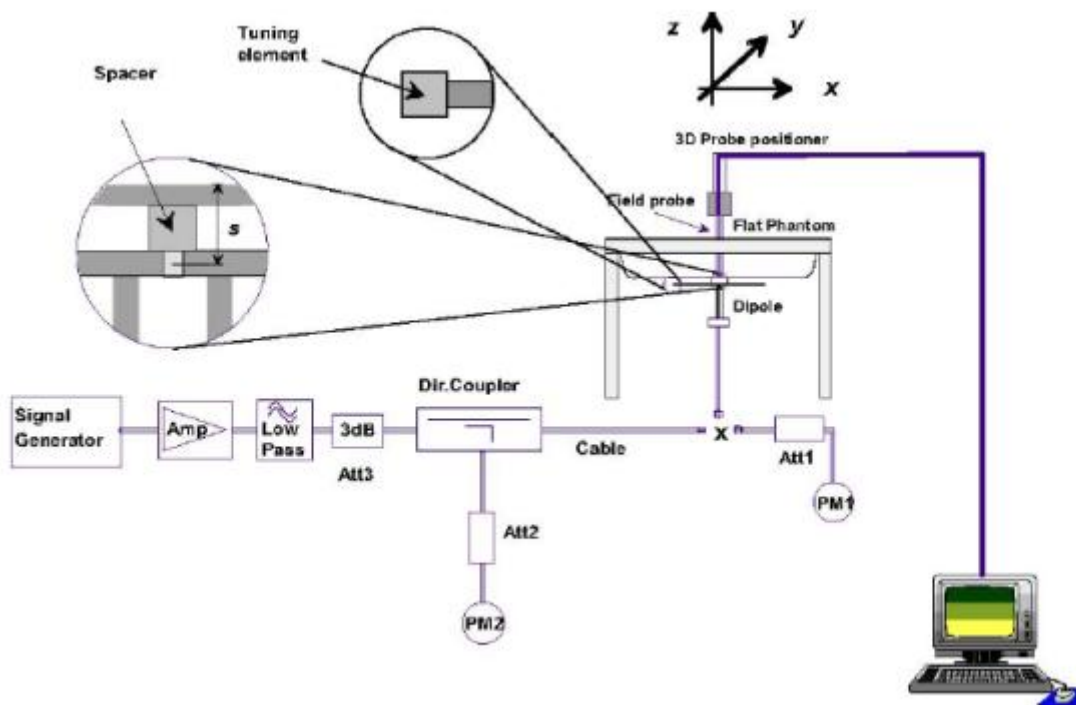 Tuning
element
Spacer
z
y
x
3D Probe positioner
Field probe
Flat Phantom
s
Dipole
Dir.Coupler
Signal
Generator
Amp
Low
Pass
3dB
Att3
Cable
x
Att1
PM1
Att2
PM2